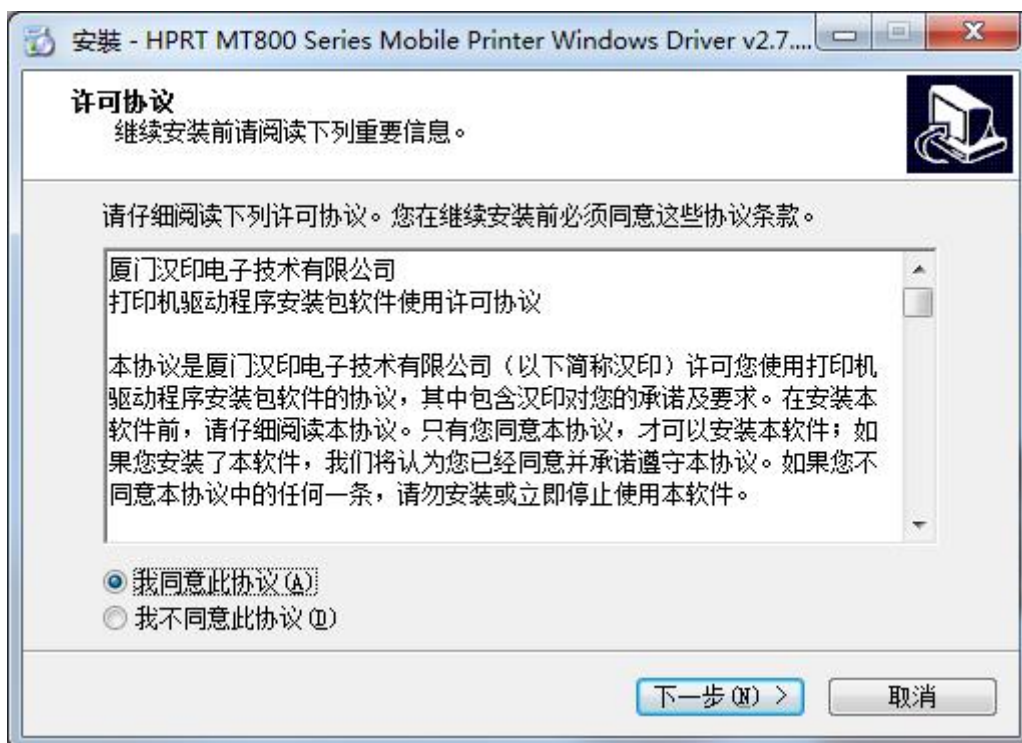 安裝 - HPRT MT800 Series Mobile Printer Windows Driver v2.7....
许可协议
继续安装前请阅读下列重要信息。
请仔细阅读下列许可协议。您在继续安装前必须同意这些协议条款。
厦门汉印电子技术有限公司
打印机驱动程序安装包软件使用许可协议
本协议是厦门汉印电子技术有限公司（以下简称汉印）许可您使用打印机
驱动程序安装包软件的协议，其中包含汉印对您的承诺及要求。在安装本
软件前，请仔细阅读本协议。只有您同意本协议，才可以安装本软件；如
果您安装了本软件，我们将认为您已经同意并承诺遵守本协议。如果您不
同意本协议中的任何一条，请勿安装或立即停止使用本软件。
我同意此协议(A)
我不同意此协议(D)
下一步(N) >
取消